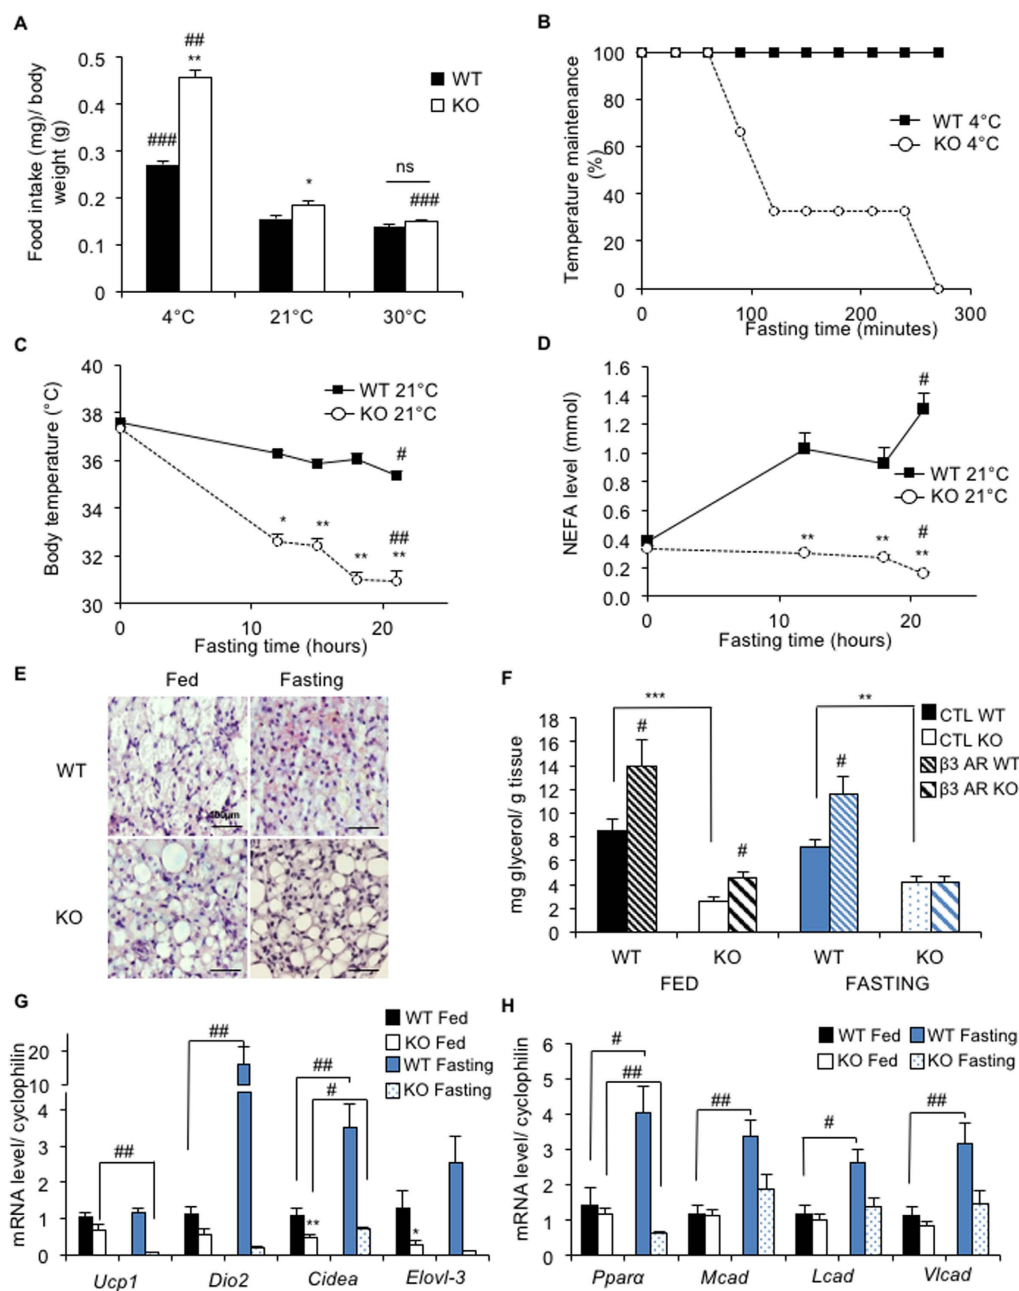 A
##
**
###
*
ns
###
WT
KO
Food intake (mg)/ body
weight (g)
0.5
0.4
0.3
0.2
0.1
0
4°C
21°C
30°C
B
Temperature maintenance
(%)
100
80
60
40
20
0
WT 4°C
KO 4°C
0
100
200
300
Fasting time (minutes)
C
Body temperature (°C)
40
38
36
34
32
30
WT 21°C
KO 21°C
#
*
**
**
##
**
0
10
20
Fasting time (hours)
D
NEFA level (mmol)
1.6
1.4
1.2
1.0
0.8
0.6
0.4
0.2
0.0
#
WT 21°C
KO 21°C
**
**
#
**
0
10
20
Fasting time (hours)
E
Fed
Fasting
WT
KO
100µm
F
mg glycerol/ g tissue
18
16
14
12
10
8
6
4
2
0
***
**
#
#
#
CTL WT
CTL KO
β3 AR WT
β3 AR KO
WT
KO
WT
KO
FED
FASTING
G
mRNA level/ cyclophilin
20
10
4
3
2
1
0
WT Fed
KO Fed
WT Fasting
KO Fasting
##
##
##
#
**
*
Ucp1
Dio2
Cidea
Elovl-3
H
mRNA level/ cyclophilin
6
5
4
3
2
1
0
WT Fed
KO Fed
WT Fasting
KO Fasting
#
##
##
#
##
Pparα
Mcad
Lcad
Vlcad